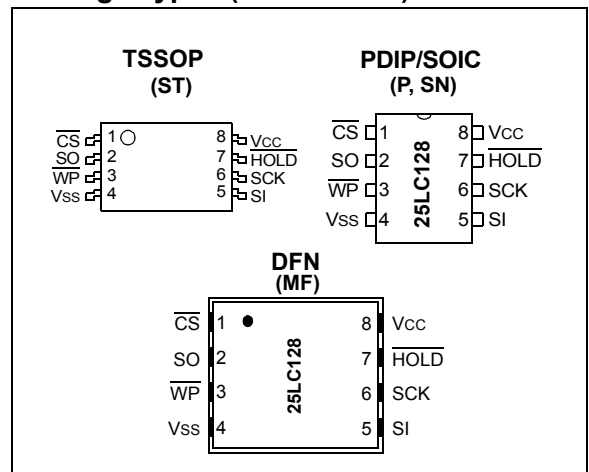 TSSOP
(ST)
CS 1 8 VCC
SO 2 7 HOLD
WP 3 6 SCK
VSS 4 5 SI
PDIP/SOIC
(P, SN)
CS 1 8 VCC
SO 2 7 HOLD
WP 3 6 SCK
VSS 4 5 SI
25LC128
DFN
(MF)
CS 1 8 VCC
SO 2 7 HOLD
WP 3 6 SCK
VSS 4 5 SI
25LC128